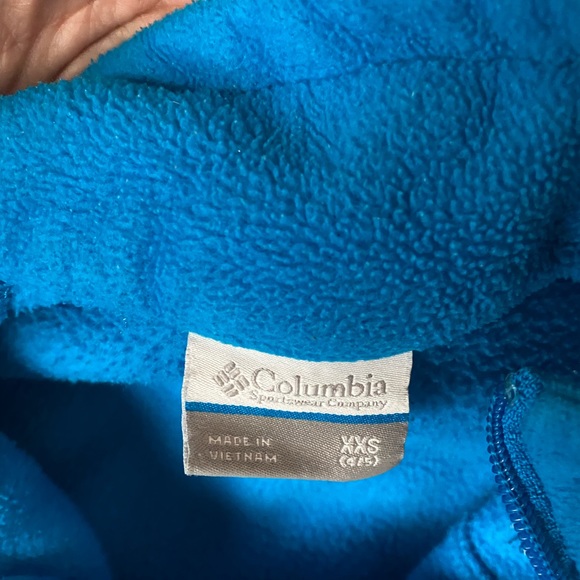 Columbia
Sportswear Company
MADE IN
VIETNAM
XXS
(4/5)